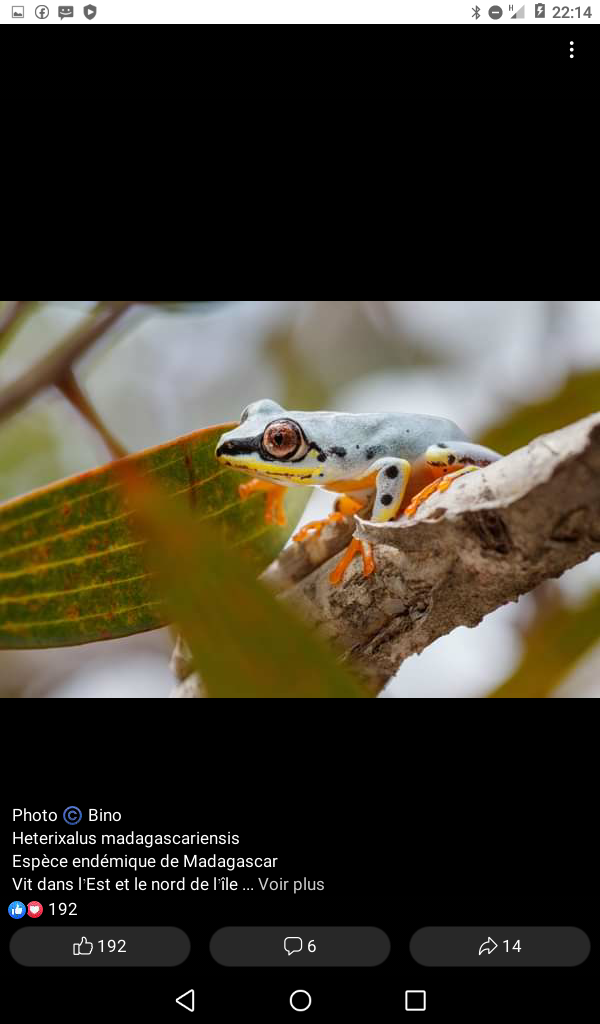 H
22:14
Photo © Bino
Heterixalus madagascariensis
Espèce endémique de Madagascar
Vit dans l'Est et le nord de l'île ... Voir plus
192
192
6
14